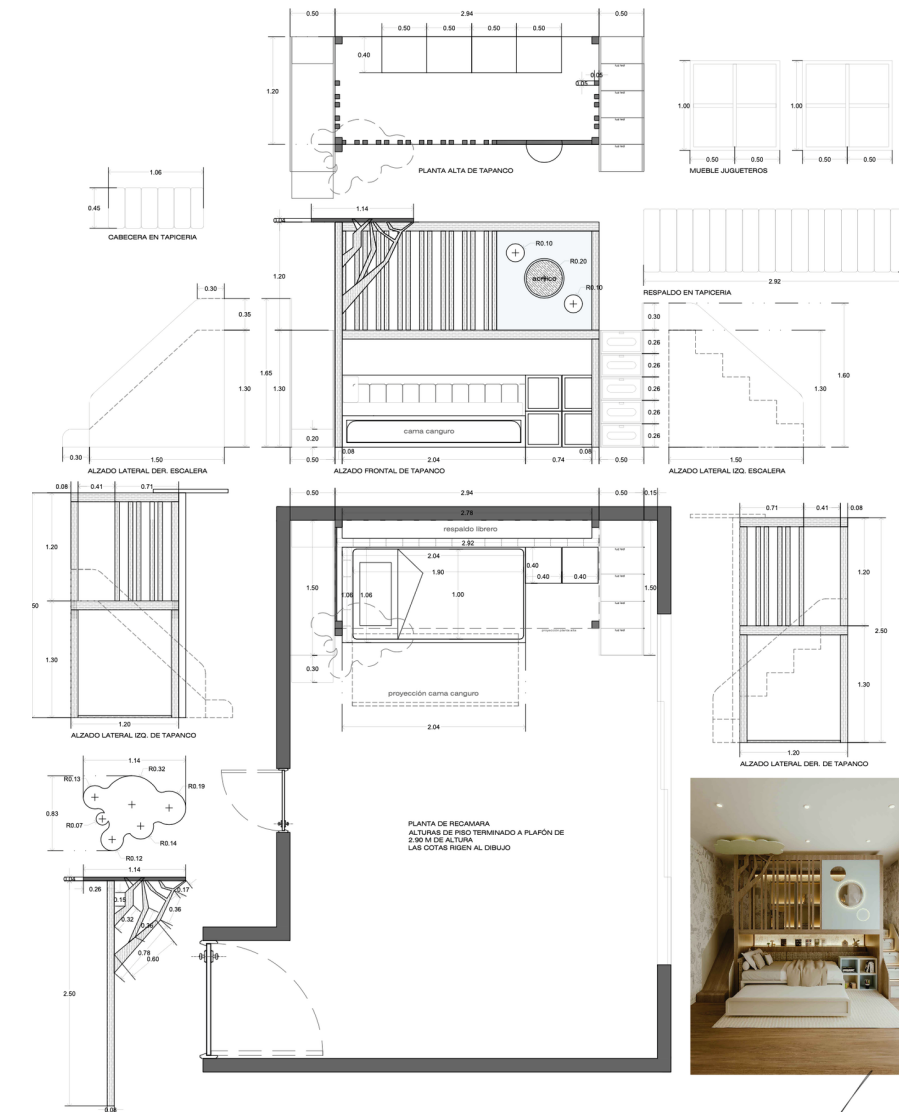 0.50 2.94 0.50
0.50 0.50 0.50 0.50
0.40
1.20
0.05
0.05
PLANTA ALTA DE TAPANCO
1.00 1.00
0.50 0.50 0.50 0.50
MUEBLE JUGUETEROS
1.06
0.45
CABECERA EN TAPICERIA
1.14
0.04
R0.10
R0.20
acrilico
R0.10
1.20
1.65
1.30
0.20
0.50
cama canguro
0.08 0.08
2.04 0.74 0.50
ALZADO FRONTAL DE TAPANCO
2.92
RESPALDO EN TAPICERIA
0.30
0.35
1.30
0.30 1.50
ALZADO LATERAL DER. ESCALERA
0.30
0.26
0.26
0.26
0.26
0.26
1.30
1.60
1.50
ALZADO LATERAL IZQ. ESCALERA
0.08 0.41 0.71
1.20
50
1.30
1.20
ALZADO LATERAL IZQ. DE TAPANCO
0.50 2.94 0.50 0.15
2.78
respaldo librero
2.92
2.04
1.90
0.40
0.40 0.40
1.50 1.50
1.06 1.06
1.00
0.30
proyección cama canguro
2.04
0.71 0.41 0.08
1.20
2.50
1.30
1.20
ALZADO LATERAL DER. DE TAPANCO
1.14
R0.13 R0.32
R0.19
0.83
R0.07
R0.14
R0.12
PLANTA DE RECAMARA
ALTURAS DE PISO TERMINADO A PLAFÓN DE
2.90 M DE ALTURA
LAS COTAS RIGEN AL DIBUJO
1.14
0.04
0.26 0.17
0.15
0.32 0.36
0.36
0.78
0.60
2.50
0.08